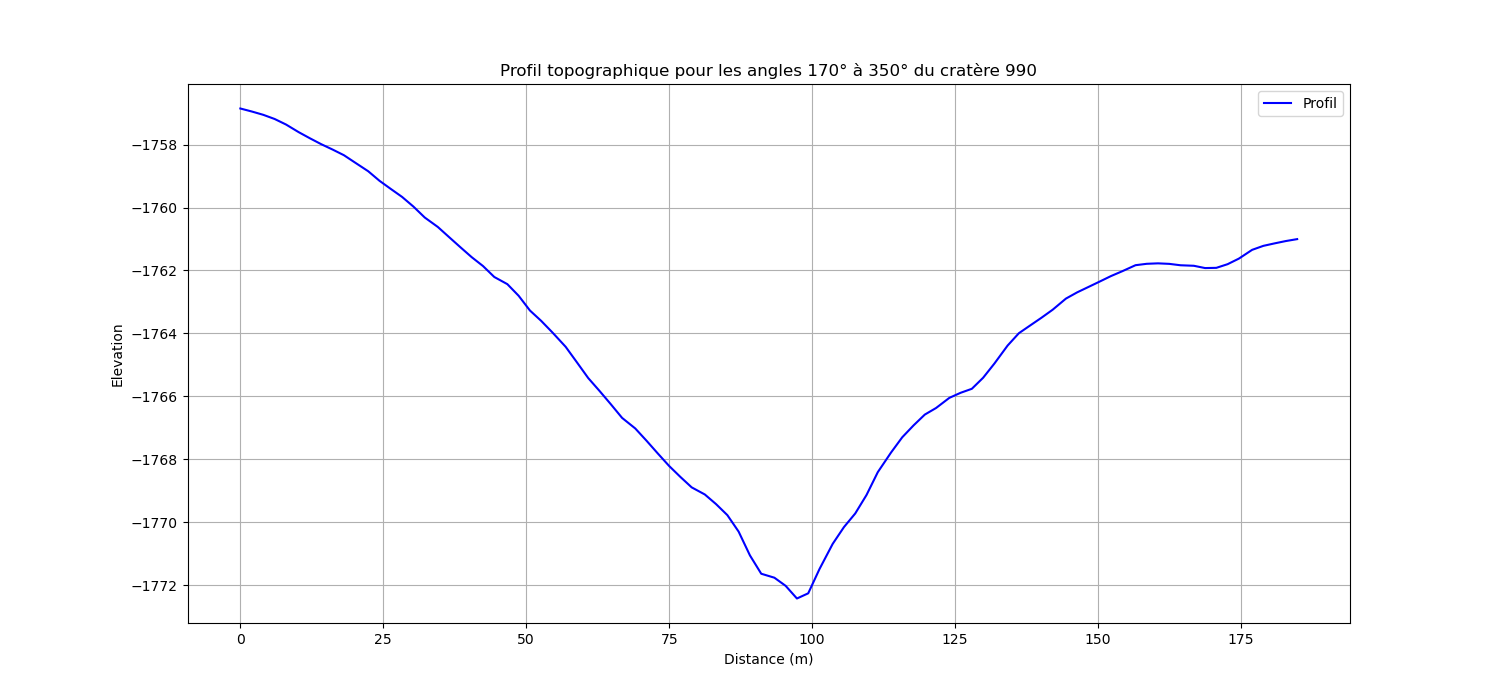 Profil topographique pour les angles 170° à 350° du cratère 990
Profil
−1758
−1760
−1762
−1764
−1766
−1768
−1770
−1772
Elevation
0 25 50 75 100 125 150 175
Distance (m)